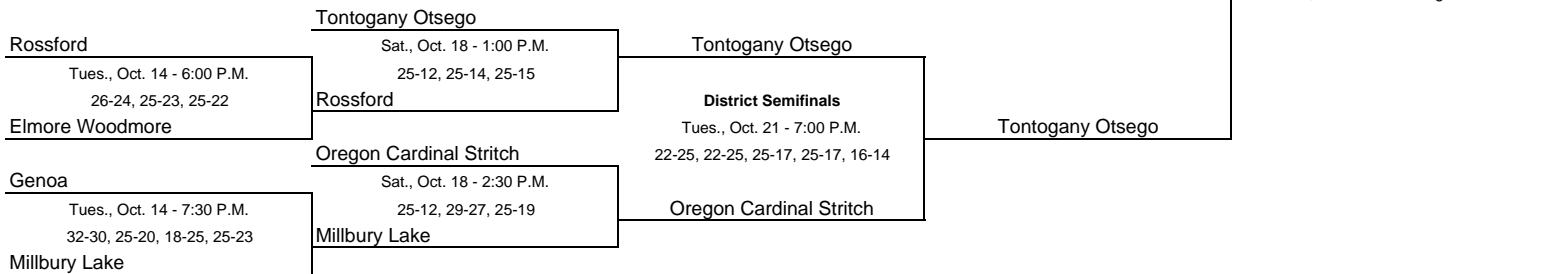 Tontogany Otsego
Rossford
Sat., Oct. 18 - 1:00 P.M.
Tontogany Otsego
Tues., Oct. 14 - 6:00 P.M.
25-12, 25-14, 25-15
26-24, 25-23, 25-22
Rossford
District Semifinals
Elmore Woodmore
Tues., Oct. 21 - 7:00 P.M.
Tontogany Otsego
Oregon Cardinal Stritch
22-25, 22-25, 25-17, 25-17, 16-14
Genoa
Sat., Oct. 18 - 2:30 P.M.
Tues., Oct. 14 - 7:30 P.M.
25-12, 29-27, 25-19
Oregon Cardinal Stritch
32-30, 25-20, 18-25, 25-23
Millbury Lake
Millbury Lake